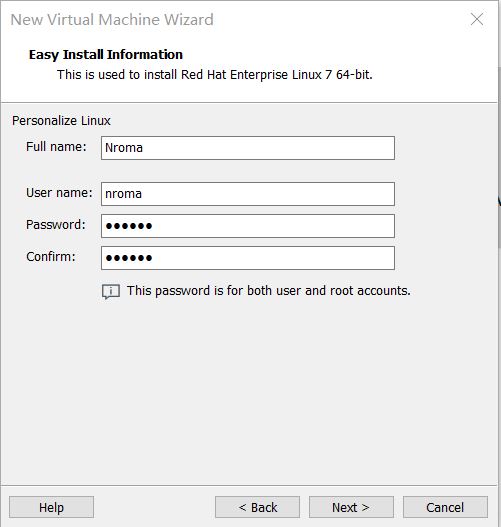 New Virtual Machine Wizard
Easy Install Information
This is used to install Red Hat Enterprise Linux 7 64-bit.
Personalize Linux
Full name: Nroma
User name: nroma
Password: ●●●●●●
Confirm: ●●●●●●
This password is for both user and root accounts.
Help < Back Next > Cancel